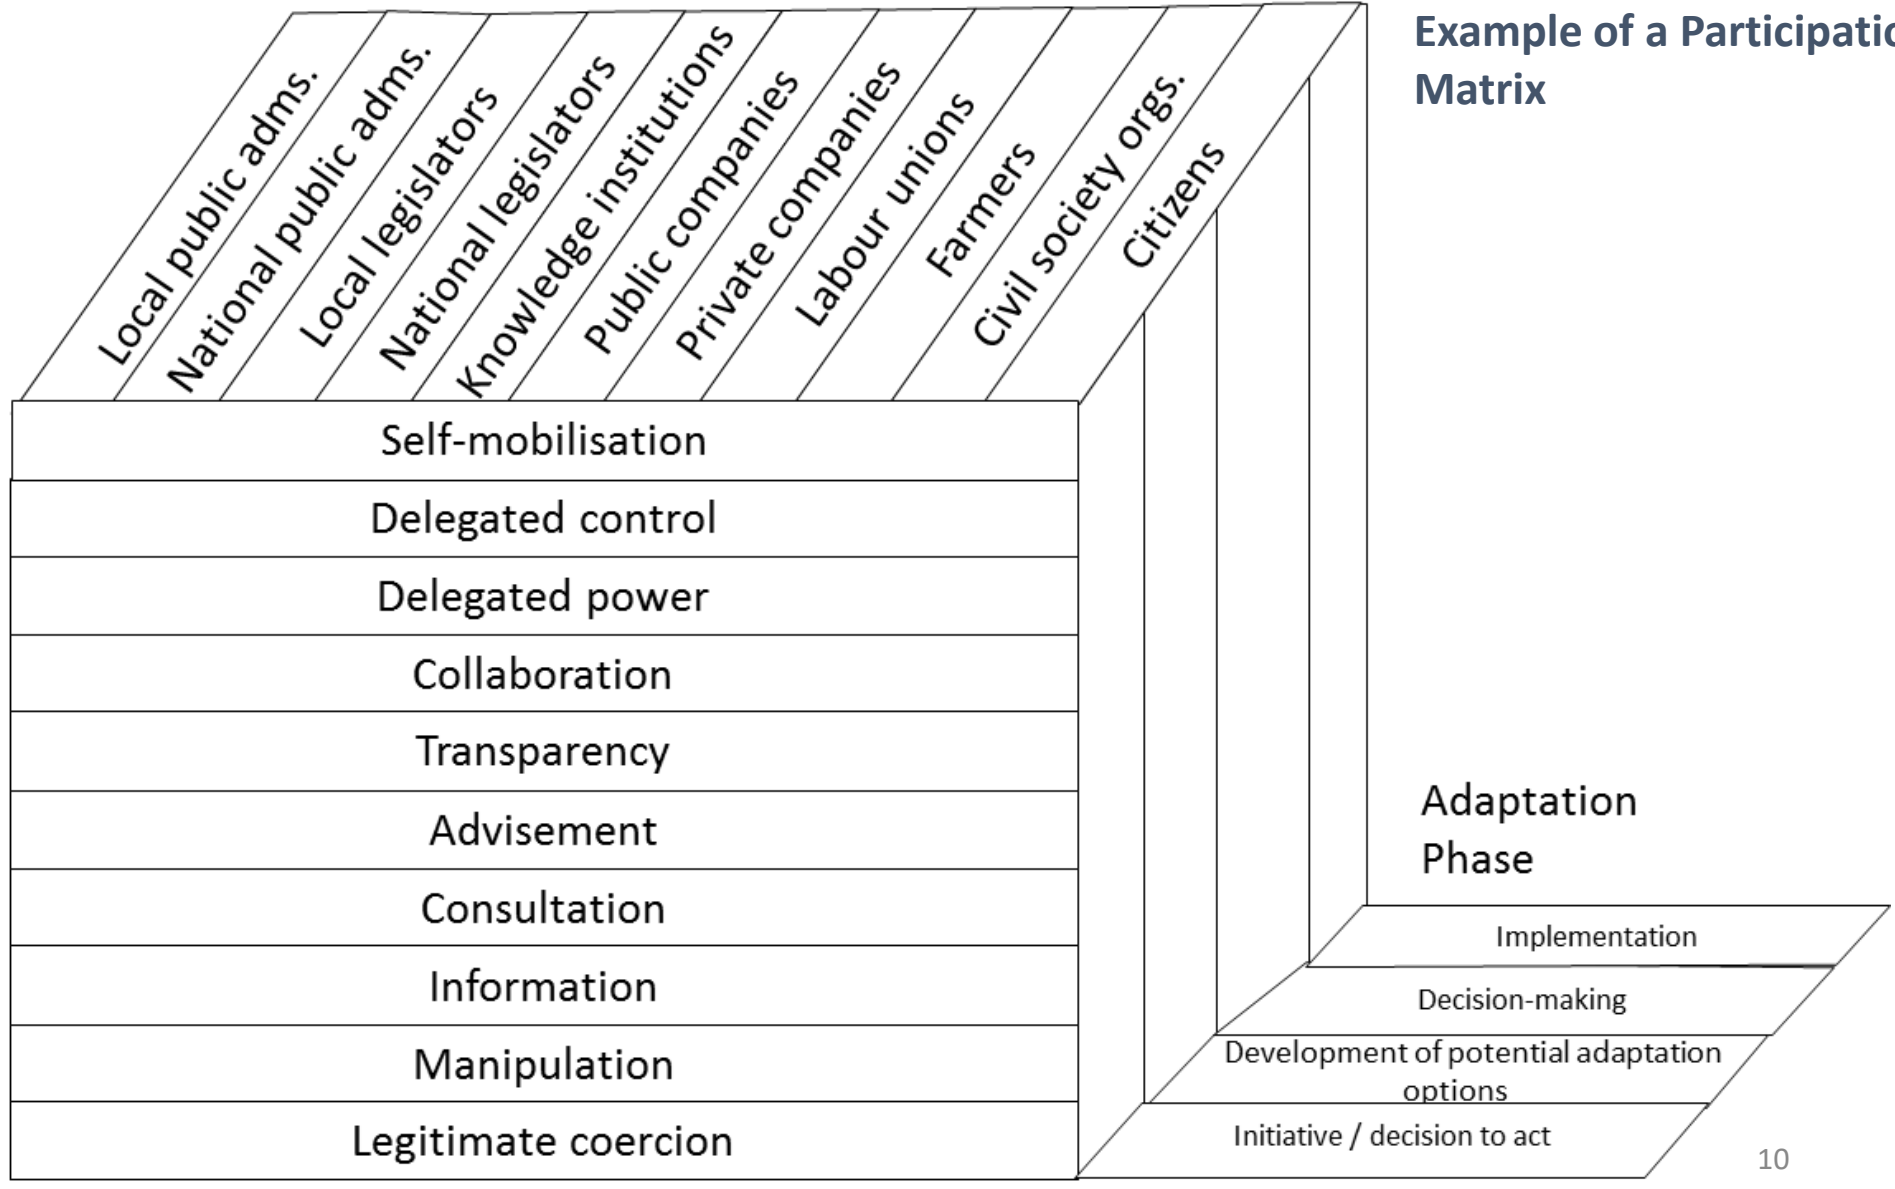 Example of a Participatio
Matrix
Local public adms.
National public adms.
Local legislators
National legislators
Knowledge institutions
Public companies
Private companies
Labour unions
Farmers
Civil society orgs.
Citizens
Self-mobilisation
Delegated control
Delegated power
Collaboration
Transparency
Advisement
Consultation
Information
Manipulation
Legitimate coercion
Adaptation
Phase
Implementation
Decision-making
Development of potential adaptation
options
Initiative / decision to act
10